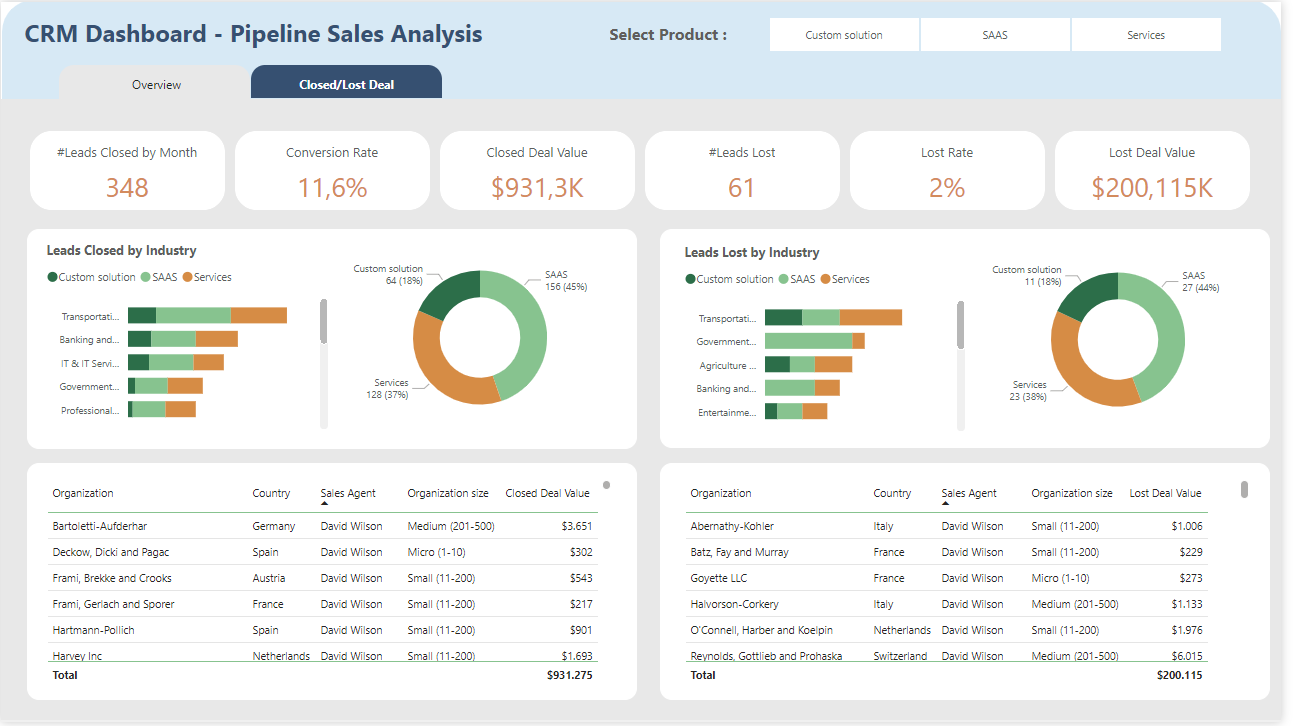 CRM Dashboard - Pipeline Sales Analysis
Select Product :
Custom solution
SAAS
Services
Overview
Closed/Lost Deal
#Leads Closed by Month
348
Conversion Rate
11,6%
Closed Deal Value
$931,3K
#Leads Lost
61
Lost Rate
2%
Lost Deal Value
$200,115K
Leads Closed by Industry
Custom solution SAAS Services
Transportati...
Banking and...
IT & IT Servi...
Government...
Professional...
Custom solution
64 (18%)
SAAS
156 (45%)
Services
128 (37%)
Leads Lost by Industry
Custom solution SAAS Services
Transportati...
Government...
Agriculture ...
Banking and...
Entertainme...
Custom solution
11 (18%)
SAAS
27 (44%)
Services
23 (38%)
Organization Country Sales Agent Organization size Closed Deal Value
Bartoletti-Aufderhar Germany David Wilson Medium (201-500) $3.651
Deckow, Dicki and Pagac Spain David Wilson Micro (1-10) $302
Frami, Brekke and Crooks Austria David Wilson Small (11-200) $543
Frami, Gerlach and Sporer France David Wilson Small (11-200) $217
Hartmann-Pollich Spain David Wilson Small (11-200) $901
Harvey Inc Netherlands David Wilson Small (11-200) $1.693
Total $931.275
Organization Country Sales Agent Organization size Lost Deal Value
Abernathy-Kohler Italy David Wilson Small (11-200) $1.006
Batz, Fay and Murray France David Wilson Small (11-200) $229
Goyette LLC France David Wilson Micro (1-10) $273
Halvorson-Corkery Italy David Wilson Medium (201-500) $1.133
O'Connell, Harber and Koelpin Netherlands David Wilson Small (11-200) $1.976
Reynolds, Gottlieb and Prohaska Switzerland David Wilson Medium (201-500) $6.015
Total $200.115